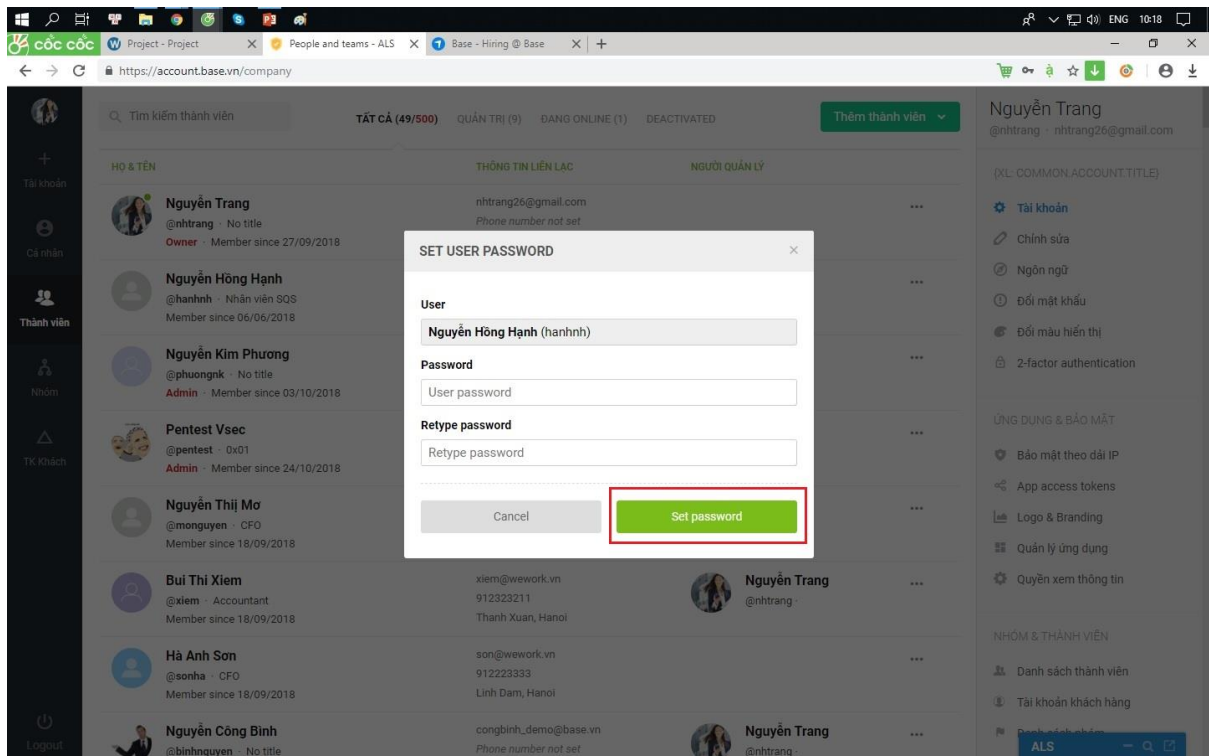 ENG 10:18
cốc cốc
Project - Project
People and teams - ALS
Base - Hiring @ Base
https://account.base.vn/company
Tìm kiếm thành viên
TẤT CẢ (49/500) QUẢN TRỊ (9) ĐANG ONLINE (1) DEACTIVATED
Thêm thành viên
Nguyễn Trang
@nhtrang · nhtrang26@gmail.com
Tài khoản
Cá nhân
Thành viên
Nhóm
TK Khách
Logout
HỌ & TÊN THÔNG TIN LIÊN LẠC NGƯỜI QUẢN LÝ
Nguyễn Trang
@nhtrang · No title
Owner · Member since 27/09/2018
nhtrang26@gmail.com
Phone number not set
Nguyễn Hồng Hạnh
@hanhnh · Nhân viên SQS
Member since 06/06/2018
Nguyễn Kim Phương
@phuongnk · No title
Admin · Member since 03/10/2018
Pentest Vsec
@pentest · 0x01
Admin · Member since 24/10/2018
Nguyễn Thiị Mơ
@monguyen · CFO
Member since 18/09/2018
Bui Thi Xiem
@xiem · Accountant
Member since 18/09/2018
xiem@wework.vn
912323211
Thanh Xuan, Hanoi
Nguyễn Trang
@nhtrang ·
Hà Anh Sơn
@sonha · CFO
Member since 18/09/2018
son@wework.vn
912223333
Linh Dam, Hanoi
Nguyễn Công Bình
@binhnguyen · No title
congbinh_demo@base.vn
Phone number not set
Nguyễn Trang
@nhtrang ·
SET USER PASSWORD
User
Nguyễn Hồng Hạnh (hanhnh)
Password
User password
Retype password
Retype password
Cancel
Set password
(XL: COMMON.ACCOUNT.TITLE)
Tài khoản
Chỉnh sửa
Ngôn ngữ
Đổi mật khẩu
Đổi màu hiển thị
2-factor authentication
ỨNG DỤNG & BẢO MẬT
Bảo mật theo dải IP
App access tokens
Logo & Branding
Quản lý ứng dụng
Quyền xem thông tin
NHÓM & THÀNH VIÊN
Danh sách thành viên
Tài khoản khách hàng
Danh sách nhóm
ALS